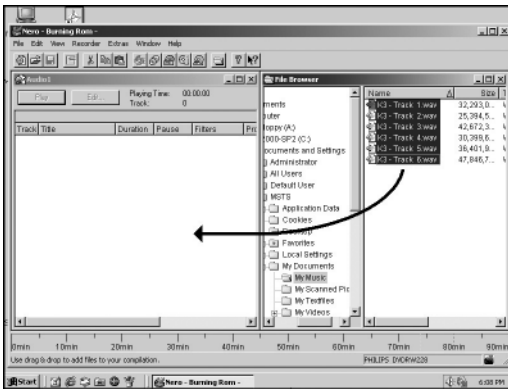 Nero - Burning Rom -
File Edit View Recorder Extras Window Help
Audio1
File Browser
Play Edit...
Playing Time: 00:00:00
Track: 0
Track Title Duration Pause Filters
Name Size
K3 - Track 1.wav 32,293,0...
K3 - Track 2.wav 25,394,5...
K3 - Track 3.wav 42,672,3...
K3 - Track 4.wav 30,398,6...
K3 - Track 5.wav 38,401,8...
K3 - Track 6.wav 47,846,7...
ments
outer
loppy (A:)
000-SP2 (C:)
ocuments and Settings
Administrator
All Users
Default User
MSTS
Application Data
Cookies
Desktop
Favorites
Local Settings
My Documents
My Music
My Scanned Pic
My Textfiles
My Videos
0min 10min 20min 30min 40min 50min 60min 70min 80min 90min
Use drag & drop to add files to your compilation.
PHILIPS DVDRW228
Start
Nero - Burning Rom -
6:03 PM